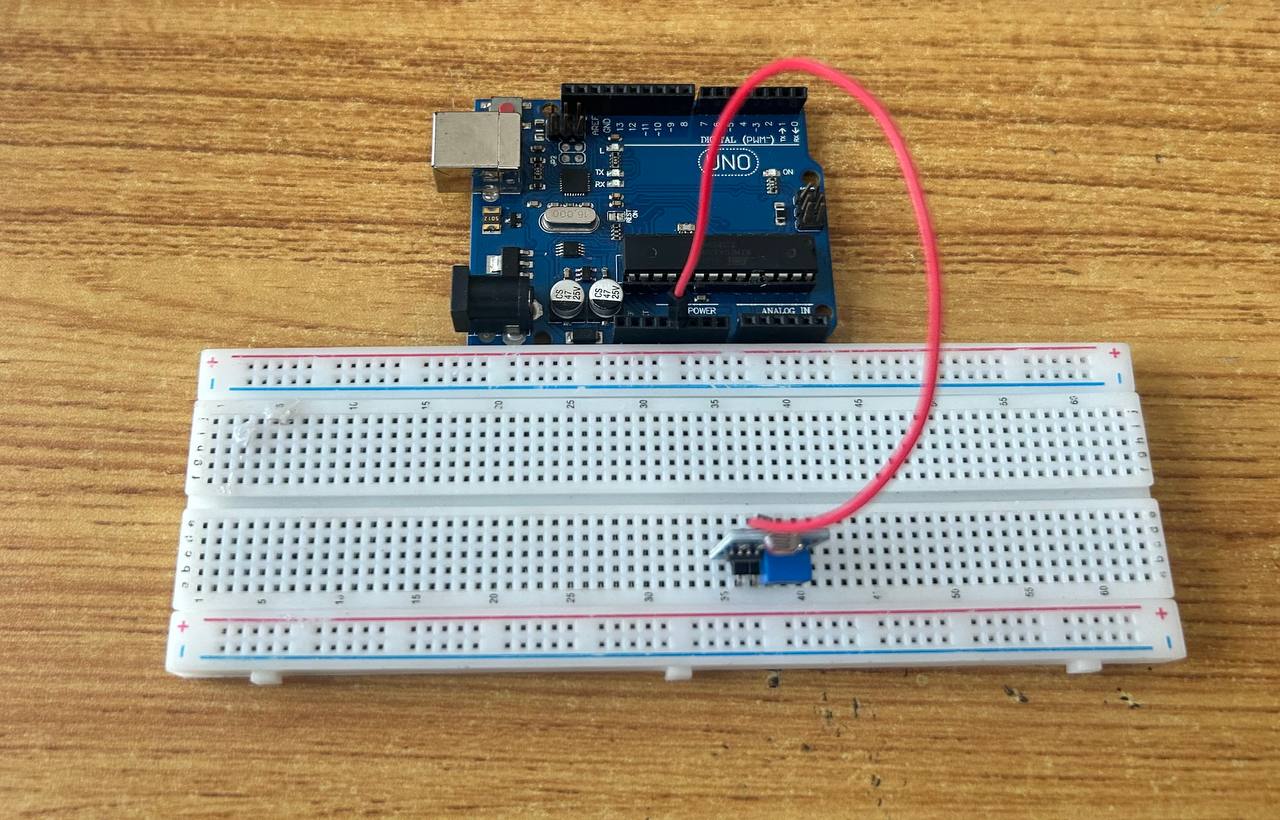 AREF
GND
13
12
~11
~10
~9
8
7
~6
~5
4
~3
2
TX→1
RX←0
DIGITAL (PWM~)
L
TX
RX
UNO
ON
16.000
5012
CS
47
25V
CS
47
25V
POWER
ANALOG IN
+ +
- -
10 15 20 25 30 35 40 45 55 60
j
i
h
g
f
e
d
c
b
a
1 5 10 15 20 25 30 35 40 50 55 60
+ +
- -